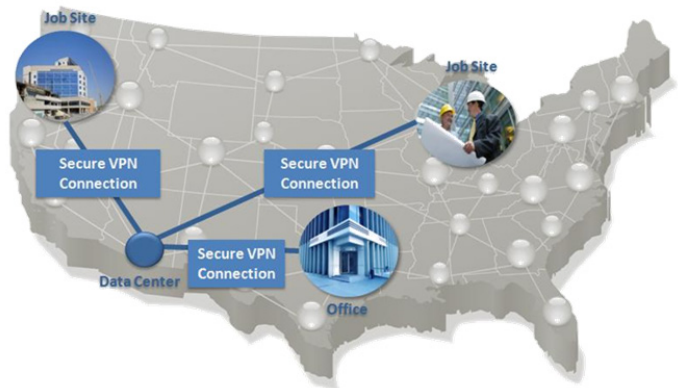 Job Site
Job Site
Secure VPN
Connection
Secure VPN
Connection
Secure VPN
Connection
Data Center
Office